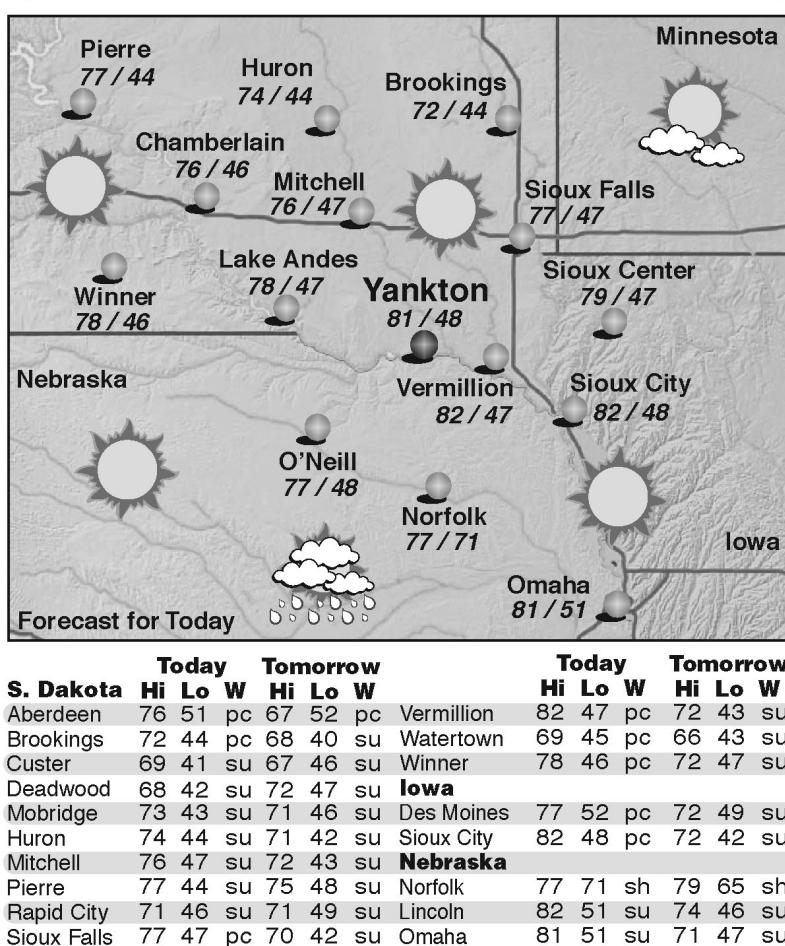 Pierre
77 / 44
Huron
74 / 44
Brookings
72 / 44
Minnesota
Chamberlain
76 / 46
Mitchell
76 / 47
Sioux Falls
77 / 47
Winner
78 / 46
Lake Andes
78 / 47
Yankton
81 / 48
Sioux Center
79 / 47
Nebraska
Vermillion
82 / 47
Sioux City
82 / 48
O'Neill
77 / 48
Norfolk
77 / 71
Iowa
Omaha
81 / 51
Forecast for Today
Today Tomorrow Today Tomorrow
S. Dakota Hi Lo W Hi Lo W Hi Lo W Hi Lo W
Aberdeen 76 51 pc 67 52 pc Vermillion 82 47 pc 72 43 su
Brookings 72 44 pc 68 40 su Watertown 69 45 pc 66 43 su
Custer 69 41 su 67 46 su Winner 78 46 pc 72 47 su
Deadwood 68 42 su 72 47 su Iowa
Mobridge 73 43 su 71 46 su Des Moines 77 52 pc 72 49 su
Huron 74 44 su 71 42 su Sioux City 82 48 pc 72 42 su
Mitchell 76 47 su 72 43 su Nebraska
Pierre 77 44 su 75 48 su Norfolk 77 71 sh 79 65 sh
Rapid City 71 46 su 71 49 su Lincoln 82 51 su 74 46 su
Sioux Falls 77 47 pc 70 42 su Omaha 81 51 su 71 47 su